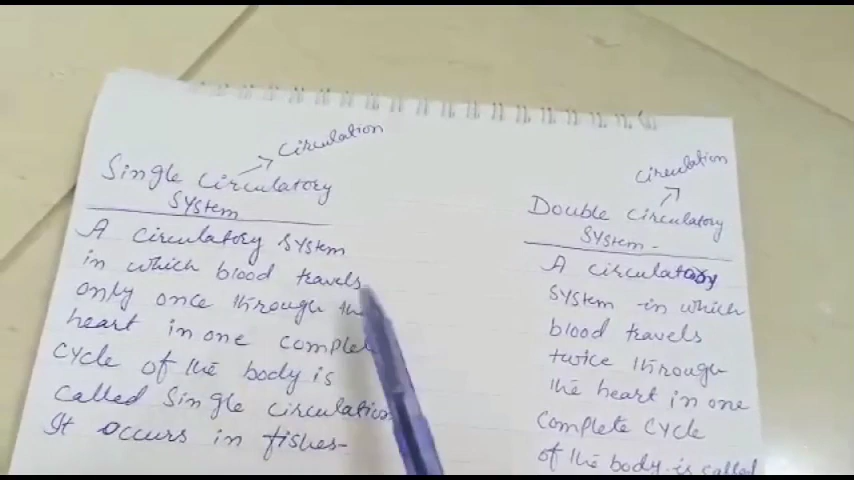 Circulation
Single Circulatory
System
A Circulatory System
in which blood travels
only once through the
heart in one complete
cycle of the body is
called Single circulation
It occurs in fishes-
Circulation
Double circulatory
System-
A circulatory
System in which
blood travels
twice through
the heart in one
Complete cycle
of the body is called